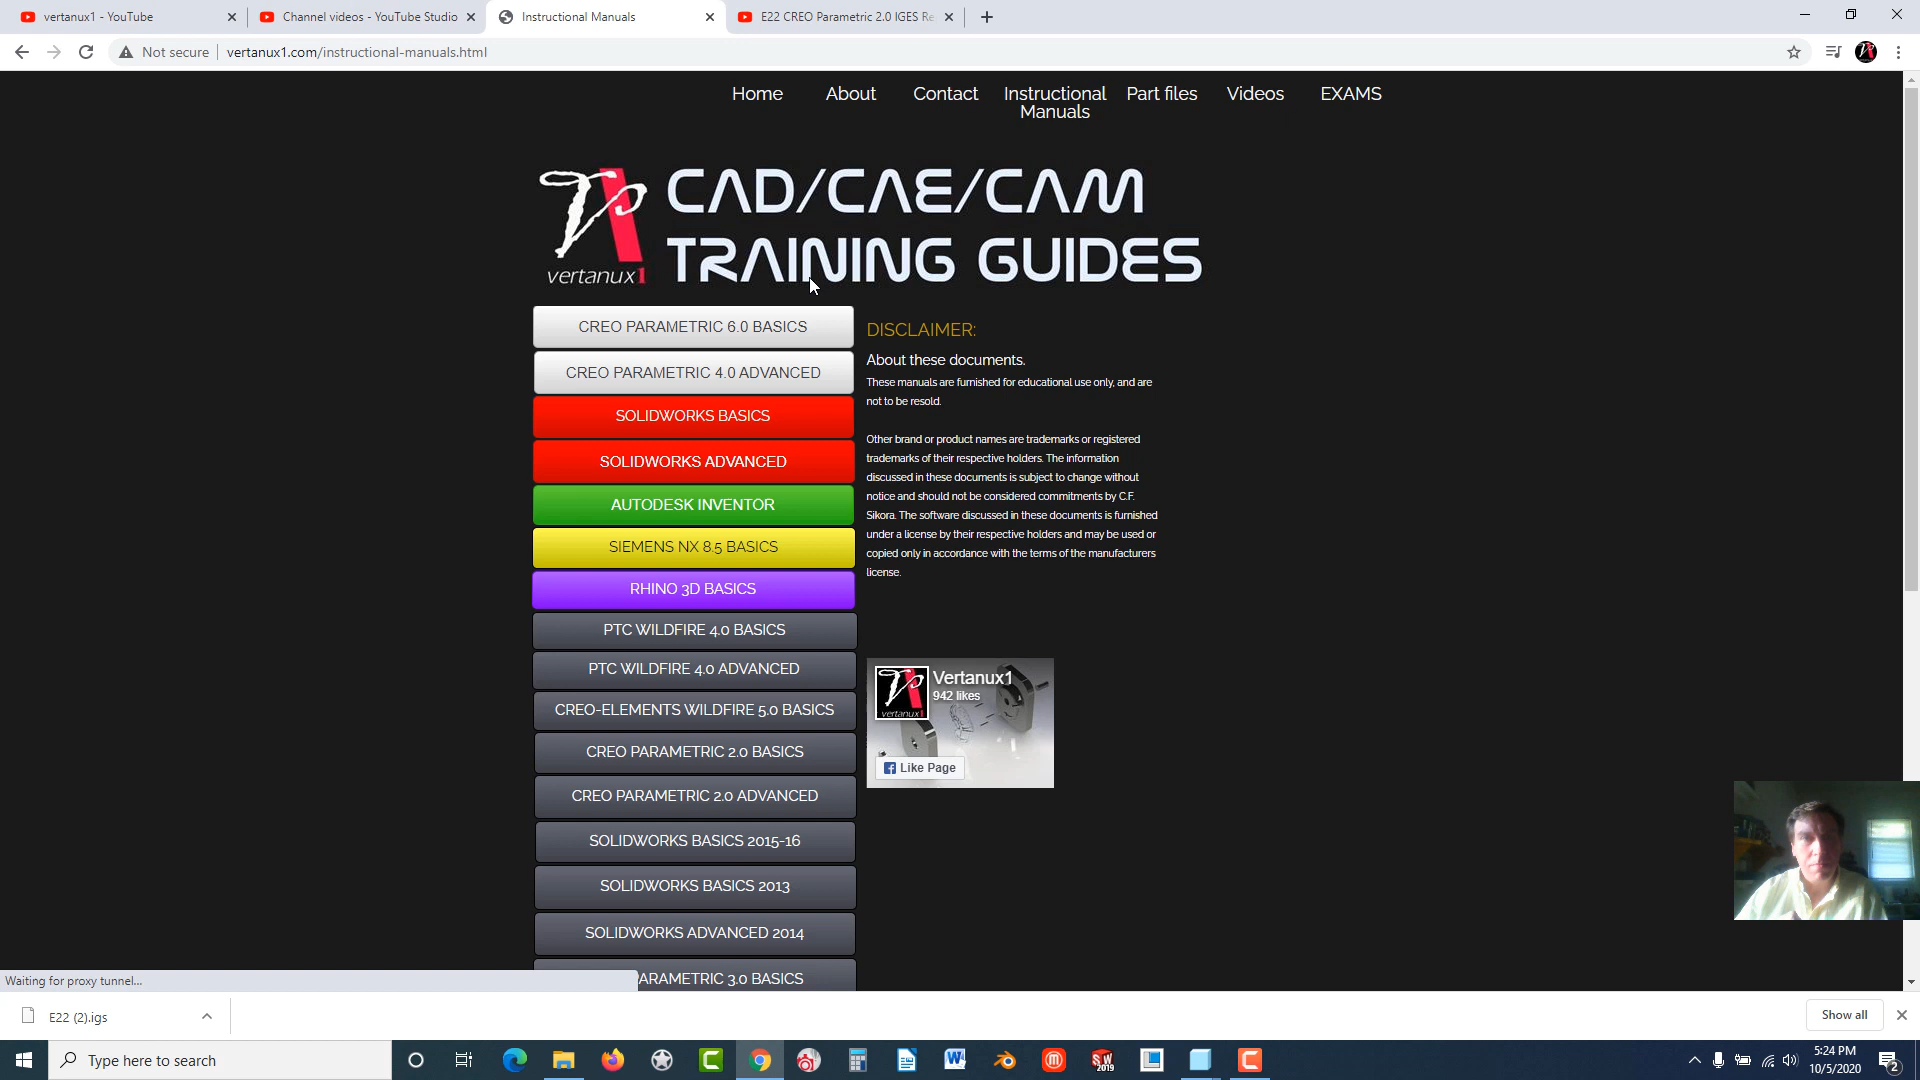 vertanux1 - YouTube
Channel videos - YouTube Studio
Instructional Manuals
E22 CREO Parametric 2.0 IGES Re
Not secure
vertanux1.com/instructional-manuals.html
Home
About
Contact
Instructional
Manuals
Part files
Videos
EXAMS
vertanux1
CAD/CAE/CAM
TRAINING GUIDES
CREO PARAMETRIC 6.0 BASICS
CREO PARAMETRIC 4.0 ADVANCED
SOLIDWORKS BASICS
SOLIDWORKS ADVANCED
AUTODESK INVENTOR
SIEMENS NX 8.5 BASICS
RHINO 3D BASICS
PTC WILDFIRE 4.0 BASICS
PTC WILDFIRE 4.0 ADVANCED
CREO-ELEMENTS WILDFIRE 5.0 BASICS
CREO PARAMETRIC 2.0 BASICS
CREO PARAMETRIC 2.0 ADVANCED
SOLIDWORKS BASICS 2015-16
SOLIDWORKS BASICS 2013
SOLIDWORKS ADVANCED 2014
ARAMETRIC 3.0 BASICS
DISCLAIMER:
About these documents.
These manuals are furnished for educational use only, and are
not to be resold.
Other brand or product names are trademarks or registered
trademarks of their respective holders. The information
discussed in these documents is subject to change without
notice and should not be considered commitments by C.F.
Sikora. The software discussed in these documents is furnished
under a license by their respective holders and may be used or
copied only in accordance with the terms of the manufacturers
license.
Vertanux1
942 likes
vertanux1
Like Page
Waiting for proxy tunnel...
E22 (2).igs
Show all
Type here to search
SW
2019
5:24 PM
10/5/2020
2